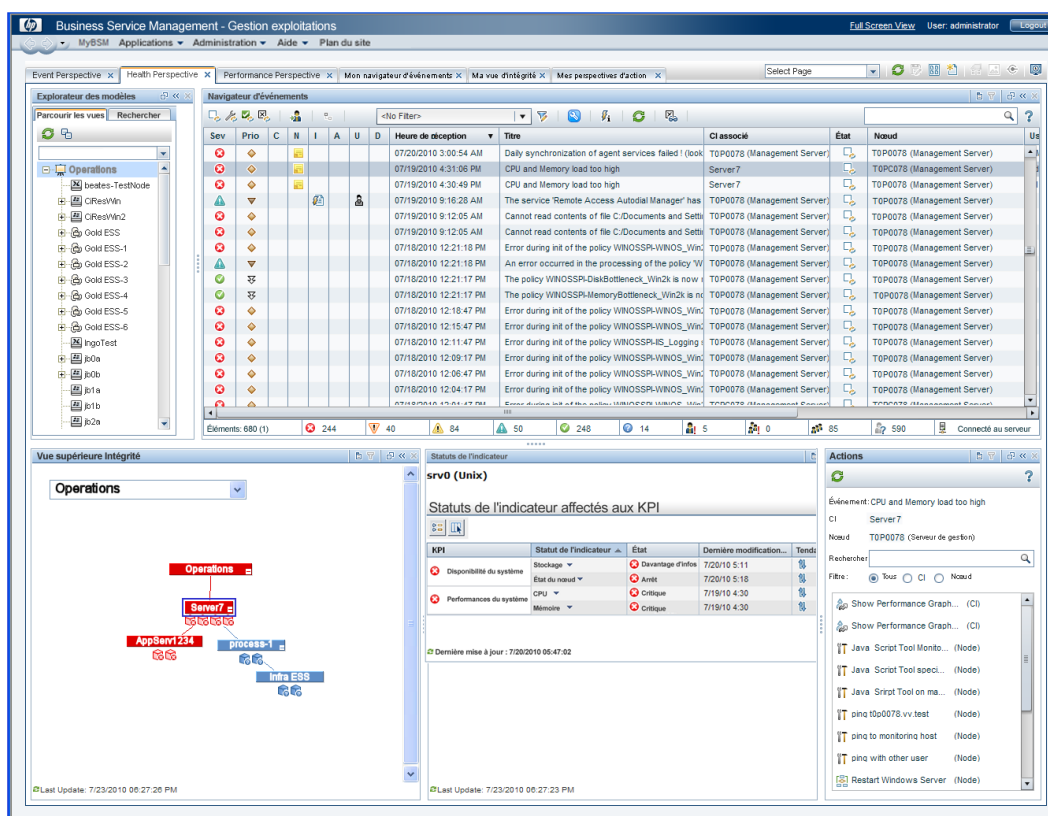 Business Service Management - Gestion exploitations
Full Screen View User: administrator Logout
MyBSM Applications Administration Aide Plan du site
Event Perspective Health Perspective Performance Perspective Mon navigateur d'événements Ma vue d'intégrité Mes perspectives d'action Select Page
Explorateur des modèles
Parcourir les vues Rechercher
Operations
beates-TestNode
CiResWin
CiResWin2
Gold ESS
Gold ESS-1
Gold ESS-2
Gold ESS-3
Gold ESS-4
Gold ESS-5
Gold ESS-6
IngoTest
jb0a
jb0b
jb1a
jb1b
jb2a
Navigateur d'événements
<No Filter>
Sev Prio C N I A U D Heure de réception Titre CI associé État Nœud Us
07/20/2010 3:00:54 AM Daily synchronization of agent services failed ! (look T0P0078 (Management Server) T0P0078 (Management Server)
07/19/2010 4:31:06 PM CPU and Memory load too high Server7 T0PC078 (Management Server)
07/19/2010 4:30:49 PM CPU and Memory load too high Server7 T0P0078 (Management Server)
07/19/2010 9:16:28 AM The service 'Remote Access Autodial Manager' has T0P0078 (Management Server) T0P0078 (Management Server)
07/19/2010 9:12:05 AM Cannot read contents of file C:/Documents and Setti T0P0078 (Management Server) T0P0078 (Management Server)
07/19/2010 9:12:05 AM Cannot read contents of file C:/Documents and Setti T0P0078 (Management Server) T0P0078 (Management Server)
07/18/2010 12:21:18 PM Error during init of the policy WINOSSPI-WINOS_Win2 T0P0078 (Management Server) T0P0078 (Management Server)
07/18/2010 12:21:18 PM An error occurred in the processing of the policy 'W T0P0078 (Management Server) T0P0078 (Management Server)
07/18/2010 12:21:17 PM The policy WINOSSPI-DiskBottleneck_Win2k is now T0P0078 (Management Server) T0P0078 (Management Server)
07/18/2010 12:21:17 PM The policy WINOSSPI-MemoryBottleneck_Win2k is T0P0078 (Management Server) T0P0078 (Management Server)
07/18/2010 12:18:47 PM Error during init of the policy WINOSSPI-WINOS_Win2 T0P0078 (Management Server) T0P0078 (Management Server)
07/18/2010 12:15:47 PM Error during init of the policy WINOSSPI-WINOS_Win2 T0P0078 (Management Server) T0P0078 (Management Server)
07/18/2010 12:11:47 PM Error during init of the policy WINOSSPI-IIS_Logging T0P0078 (Management Server) T0P0078 (Management Server)
07/18/2010 12:09:17 PM Error during init of the policy WINOSSPI-WINOS_Win2 T0P0078 (Management Server) T0P0078 (Management Server)
07/18/2010 12:06:47 PM Error during init of the policy WINOSSPI-WINOS_Win2 T0P0078 (Management Server) T0P0078 (Management Server)
07/18/2010 12:04:17 PM Error during init of the policy WINOSSPI-WINOS_Win2 T0P0078 (Management Server) T0P0078 (Management Server)
Éléments: 680 (1) 244 40 84 50 248 14 5 0 85 590 Connecté au serveur
Vue supérieure Intégrité
Operations
Operations
Server7
AppServ1234
process-1
Infra ESS
Last Update: 7/23/2010 06:27:26 PM
Statuts de l'indicateur
srv0 (Unix)
Statuts de l'indicateur affectés aux KPI
KPI Statut de l'indicateur État Dernière modification... Tenda
Disponibilité du système
Stockage Davantage d'infos 7/20/10 5:11
État du nœud Arrêt 7/20/10 5:18
Performances du système
CPU Critique 7/19/10 4:30
Mémoire Critique 7/19/10 4:30
Dernière mise à jour : 7/20/2010 05:47:02
Last Update: 7/23/2010 06:27:23 PM
Actions
Événement: CPU and Memory load too high
CI Server7
Nœud T0P0078 (Serveur de gestion)
Rechercher
Filtre: Tous CI Nœud
Show Performance Graph... (CI)
Show Performance Graph... (CI)
Java Script Tool Monito... (Node)
Java Script Tool speci... (Node)
Java Srirpt Tool on ma... (Node)
ping t0p0078.vv.test (Node)
ping to monitoring host (Node)
ping with other user (Node)
Restart Windows Server (Node)